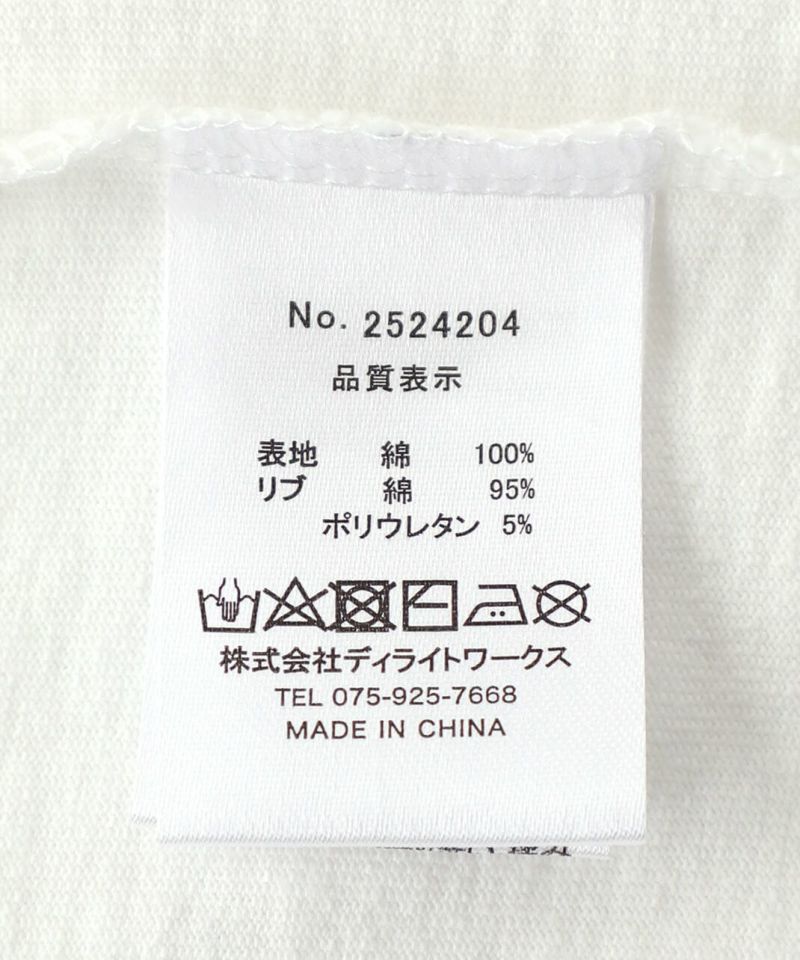 No. 2524204
品質表示
表地 綿 100%
リブ 綿 95%
ポリウレタン 5%
株式会社ディライトワークス
TEL 075-925-7668
MADE IN CHINA